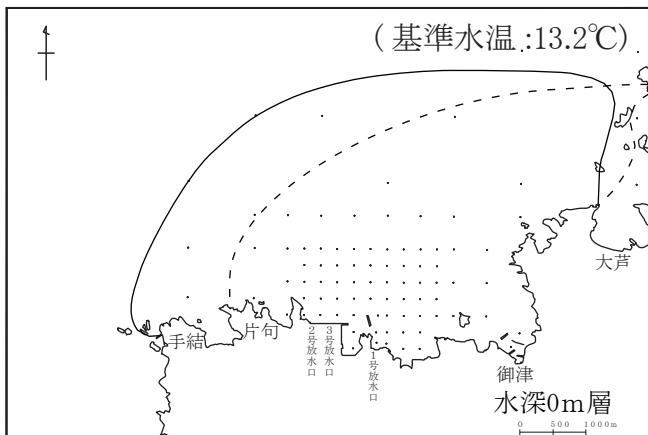 (基準水温:13.2℃)
大芦
手結
片句
2号放水口
3号放水口
1号放水口
御津
水深0m層
0 500 1000m